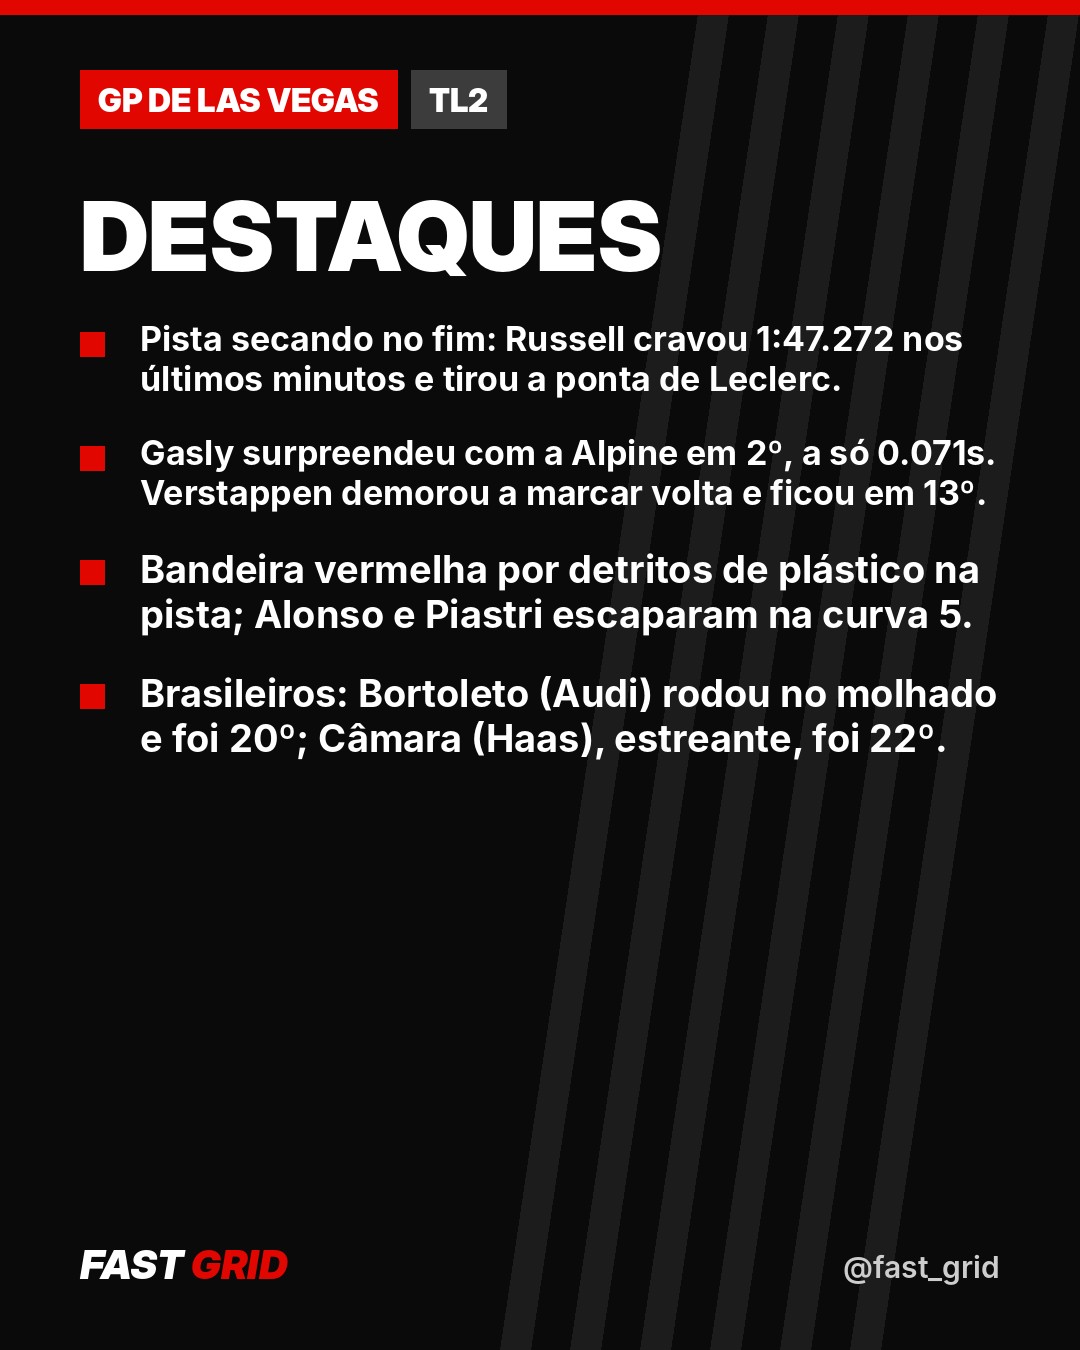 GP DE LAS VEGAS TL2
DESTAQUES
Pista secando no fim: Russell cravou 1:47.272 nos
últimos minutos e tirou a ponta de Leclerc.
Gasly surpreendeu com a Alpine em 2º, a só 0.071s.
Verstappen demorou a marcar volta e ficou em 13º.
Bandeira vermelha por detritos de plástico na
pista; Alonso e Piastri escaparam na curva 5.
Brasileiros: Bortoleto (Audi) rodou no molhado
e foi 20º; Câmara (Haas), estreante, foi 22º.
FAST GRID
@fast_grid